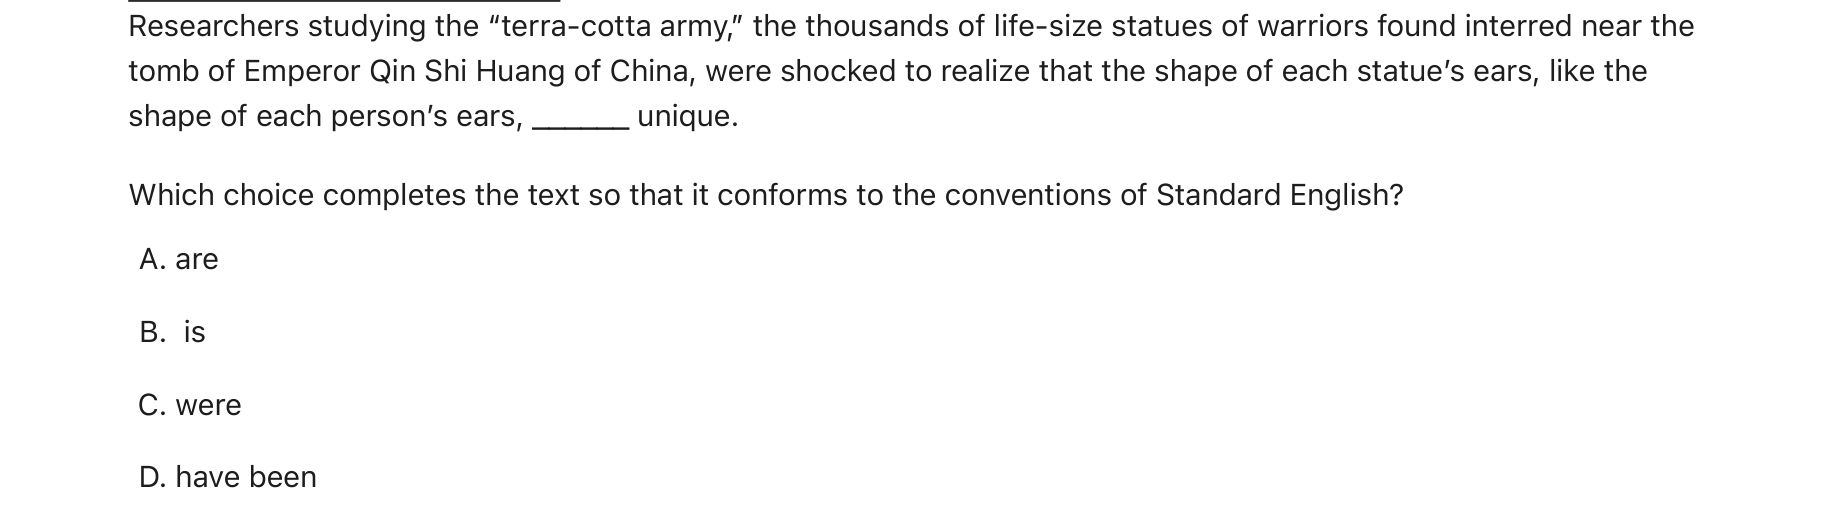 Researchers studying the “terra-cotta army,” the thousands of life-size statues of warriors found interred near the
tomb of Emperor Qin Shi Huang of China, were shocked to realize that the shape of each statue’s ears, like the
shape of each person’s ears, ______ unique.
Which choice completes the text so that it conforms to the conventions of Standard English?
A. are
B. is
C. were
D. have been